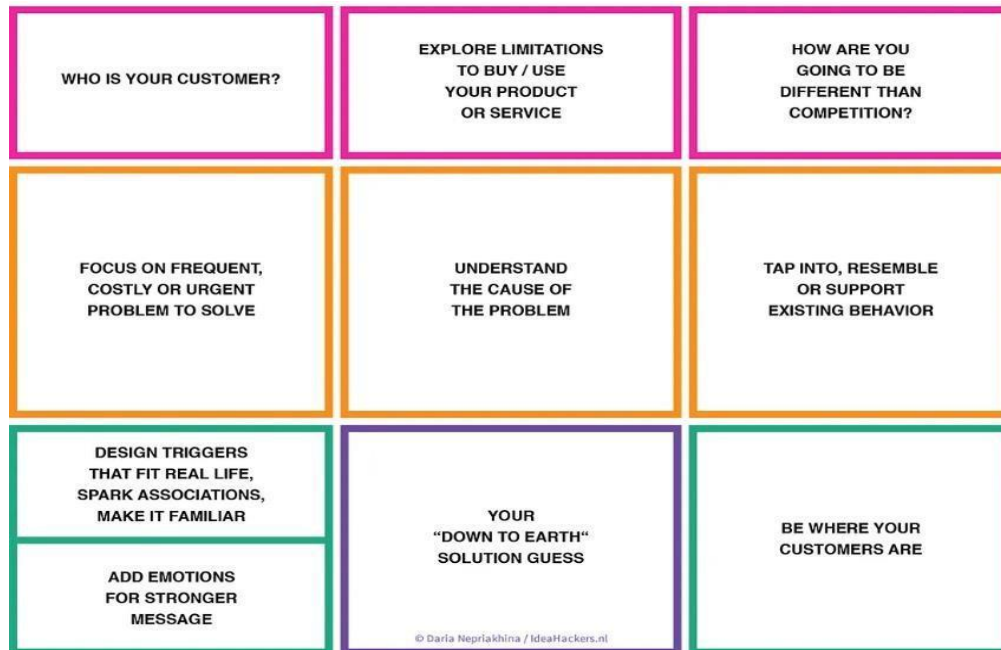 WHO IS YOUR CUSTOMER?
EXPLORE LIMITATIONS
TO BUY / USE
YOUR PRODUCT
OR SERVICE
HOW ARE YOU
GOING TO BE
DIFFERENT THAN
COMPETITION?
FOCUS ON FREQUENT,
COSTLY OR URGENT
PROBLEM TO SOLVE
UNDERSTAND
THE CAUSE OF
THE PROBLEM
TAP INTO, RESEMBLE
OR SUPPORT
EXISTING BEHAVIOR
DESIGN TRIGGERS
THAT FIT REAL LIFE,
SPARK ASSOCIATIONS,
MAKE IT FAMILIAR
ADD EMOTIONS
FOR STRONGER
MESSAGE
YOUR
“DOWN TO EARTH“
SOLUTION GUESS
© Daria Nepriakhina / IdeaHackers.nl
BE WHERE YOUR
CUSTOMERS ARE